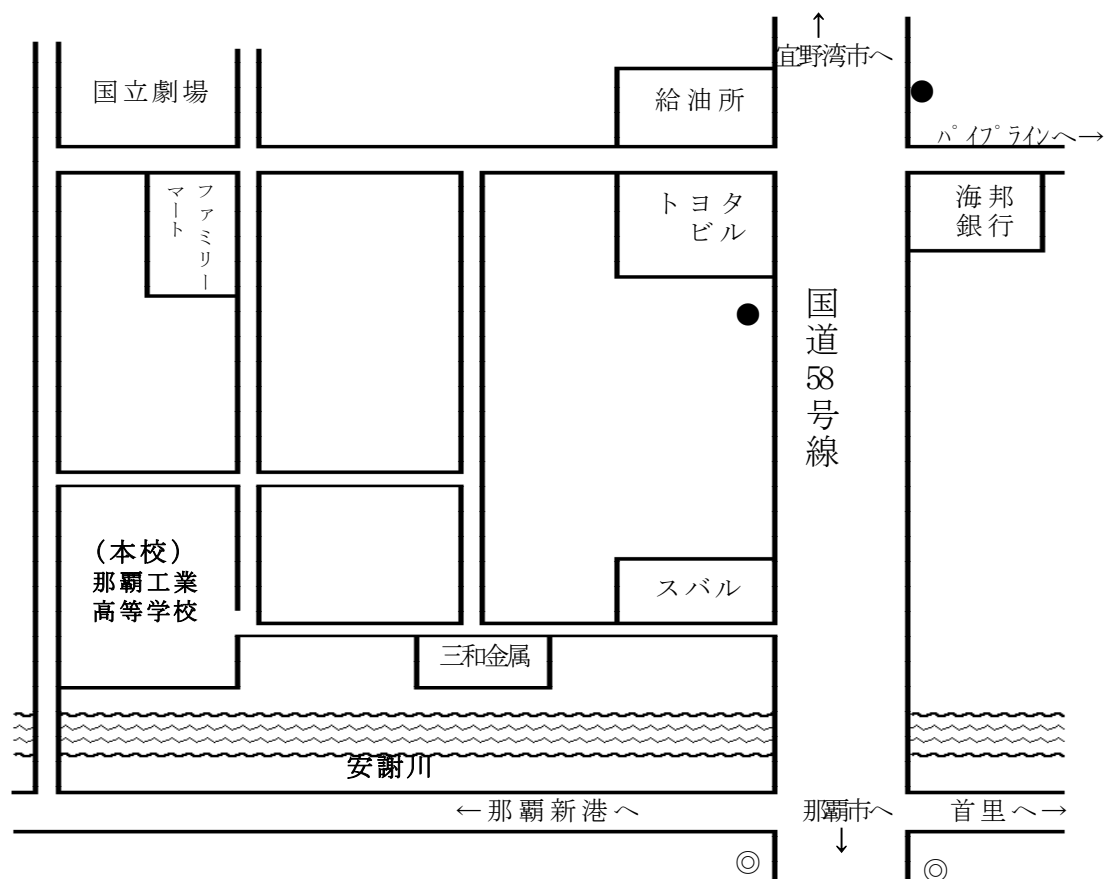 ↑
宜野湾市へ
国立劇場
給油所
●
パイプラインへ→
ファミリー
マート
トヨタ
ビル
海邦
銀行
●
国道58号線
(本校)
那覇工業
高等学校
スバル
三和金属
安謝川
←那覇新港へ
那覇市へ
↓
首里へ→
◎
◎